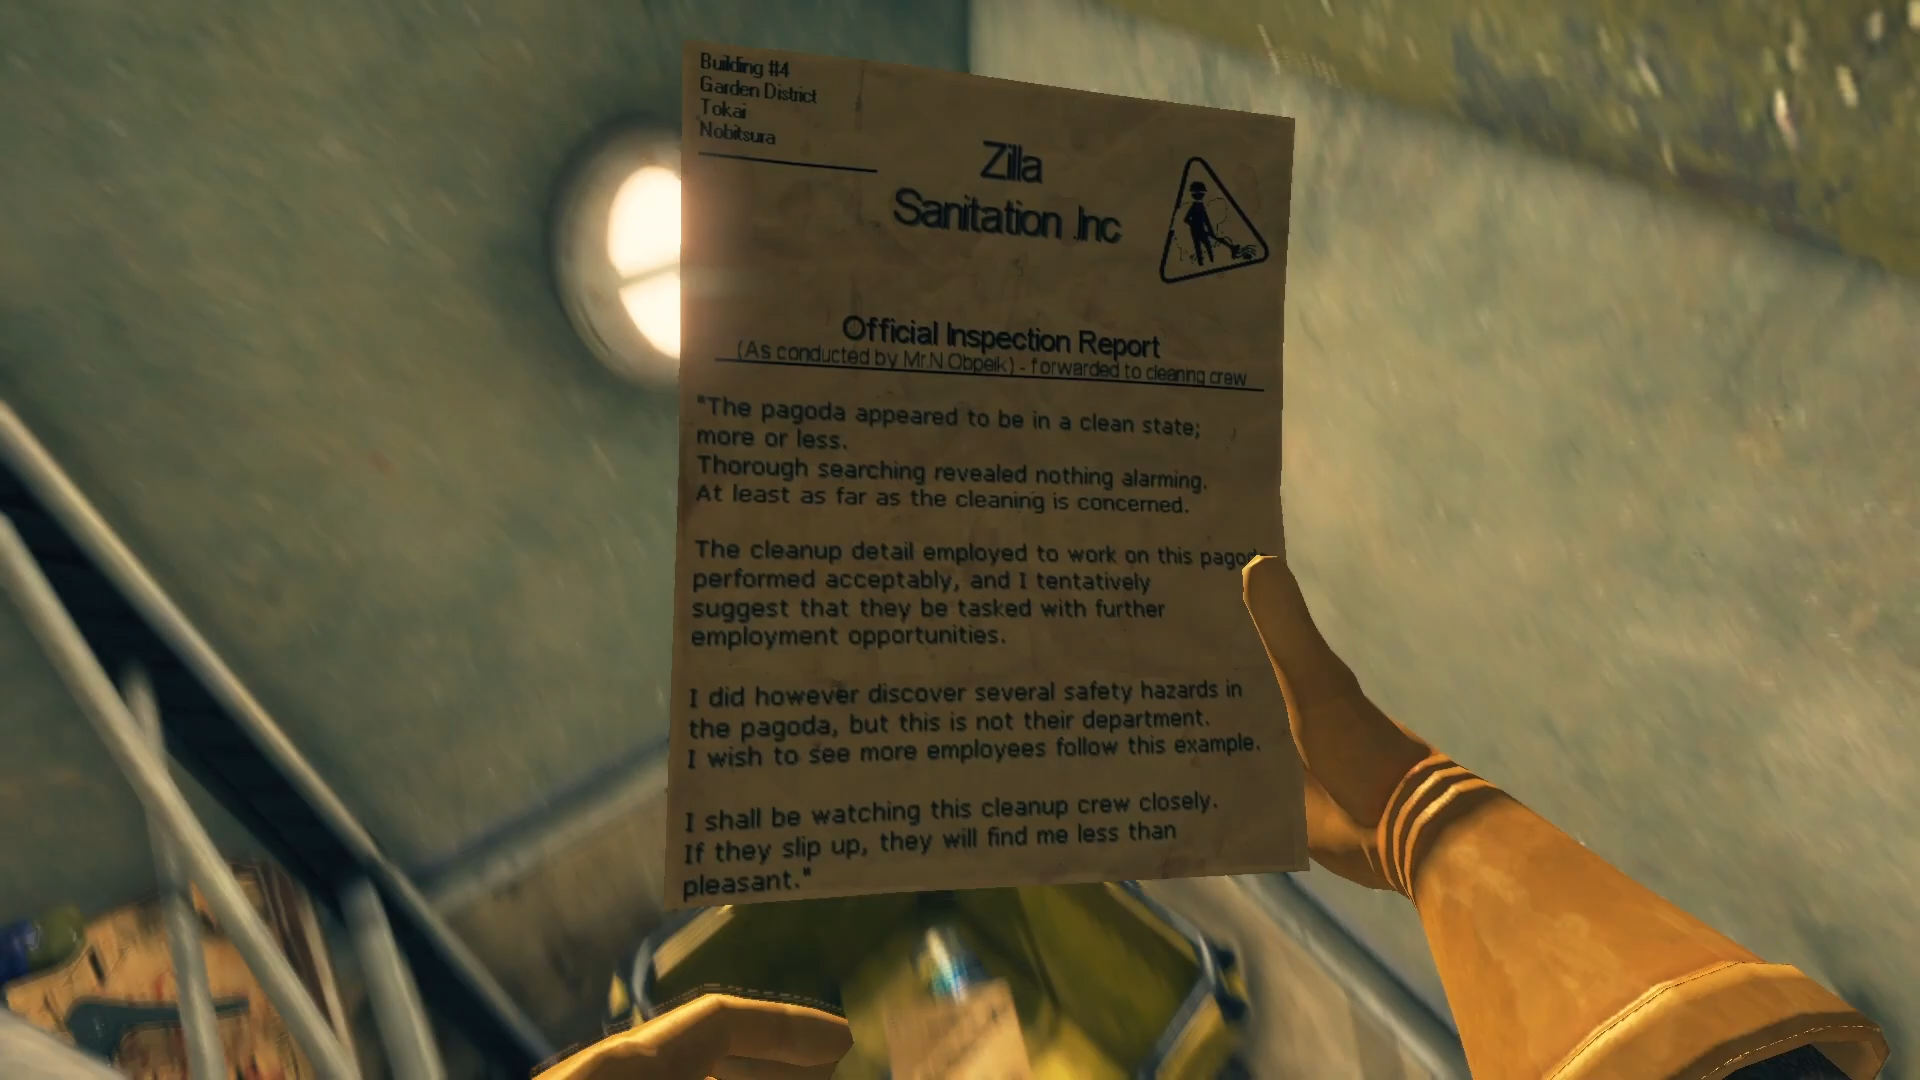 Building #4
Garden District
Tokai
Nobitsura
Zilla
Sanitation Inc
Official Inspection Report
(As conducted by Mr.N.Obpeik) - forwarded to cleaning crew
"The pagoda appeared to be in a clean state;
more or less.
Thorough searching revealed nothing alarming.
At least as far as the cleaning is concerned.
The cleanup detail employed to work on this pagoda
performed acceptably, and I tentatively
suggest that they be tasked with further
employment opportunities.
I did however discover several safety hazards in
the pagoda, but this is not their department.
I wish to see more employees follow this example.
I shall be watching this cleanup crew closely.
If they slip up, they will find me less than
pleasant."